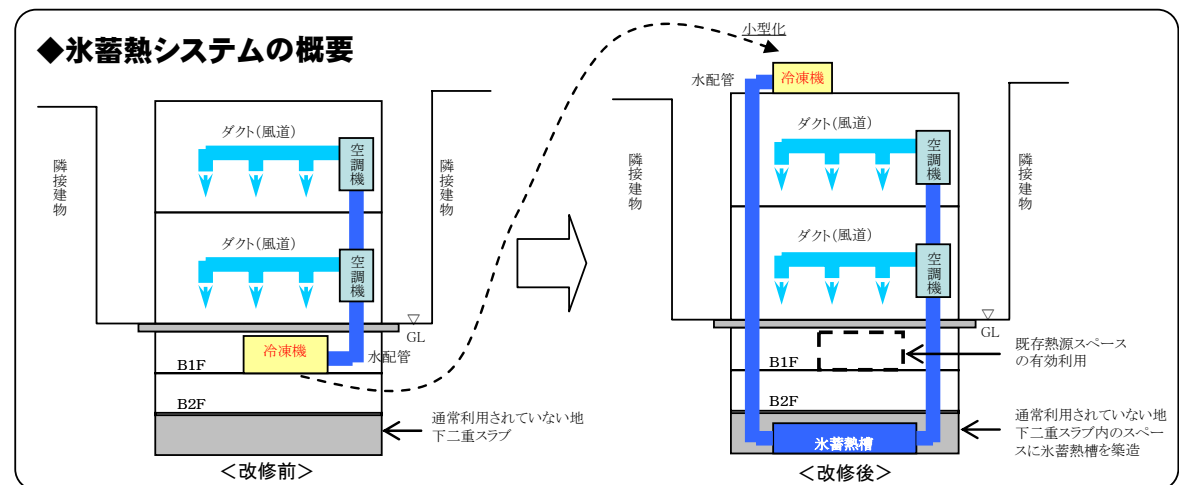 ◆氷蓄熱システムの概要
小型化
ダクト(風道)
空調機
隣接建物
隣接建物
ダクト(風道)
空調機
▽
GL
冷凍機
水配管
B1F
B2F
通常利用されていない地
下二重スラブ
<改修前>
水配管
冷凍機
ダクト(風道)
空調機
隣接建物
隣接建物
ダクト(風道)
空調機
▽
GL
B1F
既存熱源スペース
の有効利用
B2F
通常利用されていない地
下二重スラブ内のスペー
スに氷蓄熱槽を築造
氷蓄熱槽
<改修後>